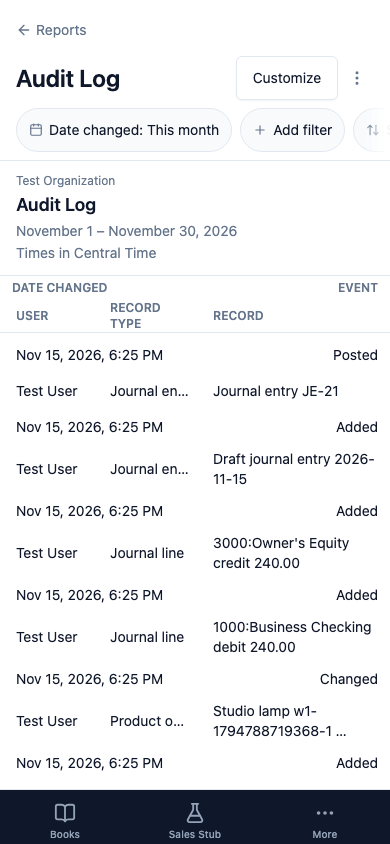 Reports
Audit Log
Customize
Date changed: This month
Add filter
Test Organization
Audit Log
November 1 – November 30, 2026
Times in Central Time
DATE CHANGED EVENT
USER RECORD TYPE RECORD
Nov 15, 2026, 6:25 PM Posted
Test User Journal en... Journal entry JE-21
Nov 15, 2026, 6:25 PM Added
Test User Journal en... Draft journal entry 2026-
11-15
Nov 15, 2026, 6:25 PM Added
Test User Journal line 3000:Owner's Equity
credit 240.00
Nov 15, 2026, 6:25 PM Added
Test User Journal line 1000:Business Checking
debit 240.00
Nov 15, 2026, 6:25 PM Changed
Test User Product o... Studio lamp w1-
1794788719368-1 ...
Nov 15, 2026, 6:25 PM Added
Books
Sales Stub
More